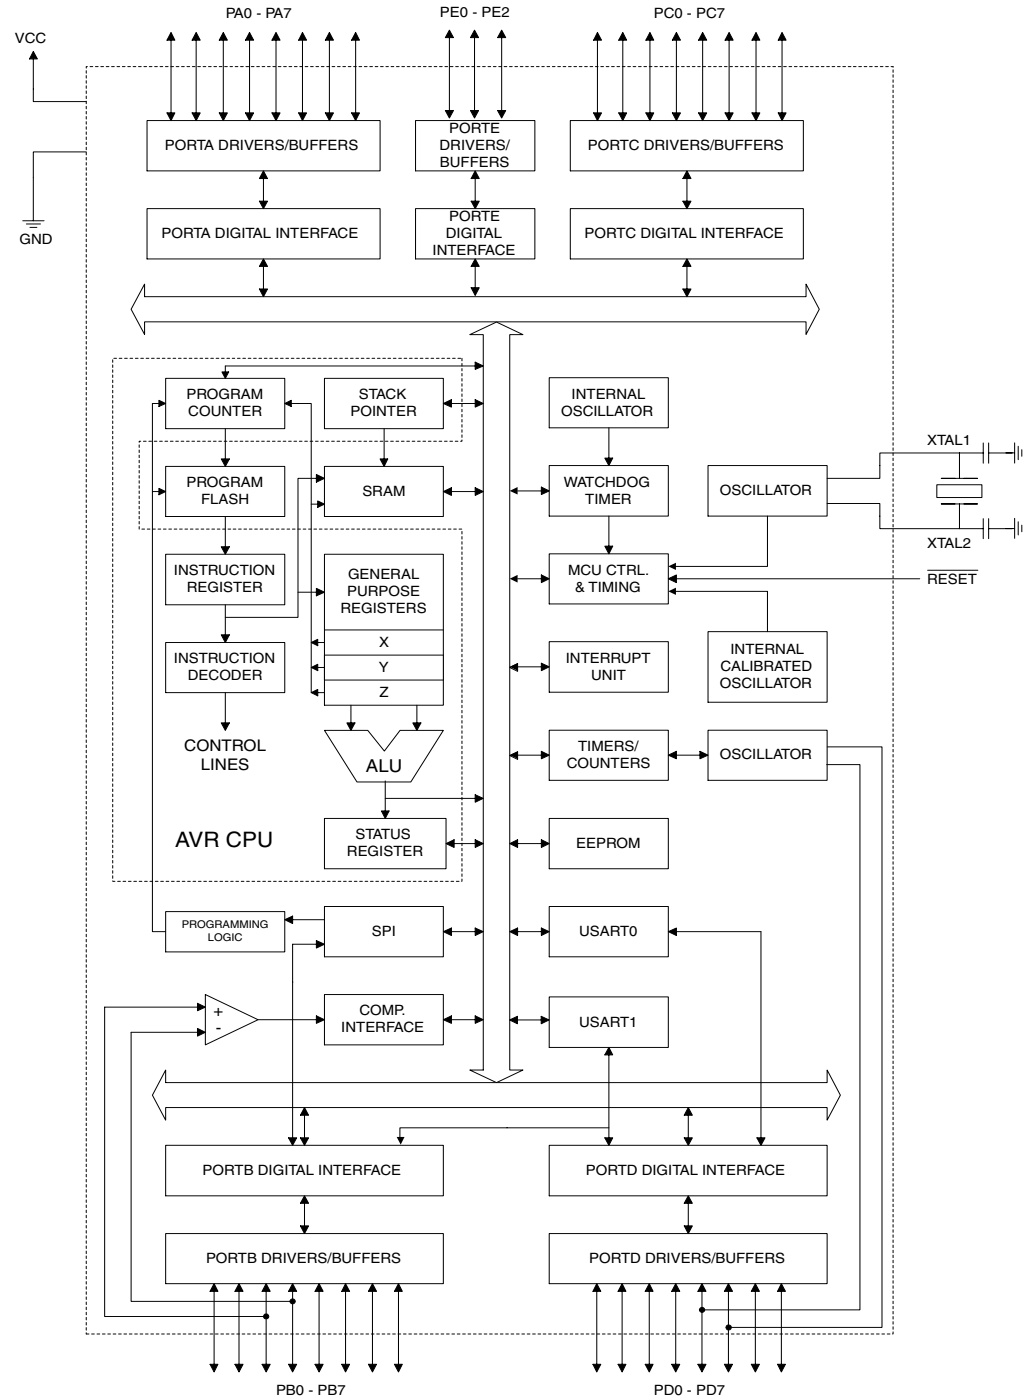 PA0 - PA7
PE0 - PE2
PC0 - PC7
VCC
PORTA DRIVERS/BUFFERS
PORTE
DRIVERS/
BUFFERS
PORTC DRIVERS/BUFFERS
GND
PORTA DIGITAL INTERFACE
PORTE
DIGITAL
INTERFACE
PORTC DIGITAL INTERFACE
PROGRAM
COUNTER
STACK
POINTER
INTERNAL
OSCILLATOR
XTAL1
PROGRAM
FLASH
SRAM
WATCHDOG
TIMER
OSCILLATOR
XTAL2
INSTRUCTION
REGISTER
GENERAL
PURPOSE
REGISTERS
MCU CTRL.
& TIMING
RESET
X
Y
Z
INSTRUCTION
DECODER
INTERRUPT
UNIT
INTERNAL
CALIBRATED
OSCILLATOR
CONTROL
LINES
ALU
TIMERS/
COUNTERS
OSCILLATOR
AVR CPU
STATUS
REGISTER
EEPROM
PROGRAMMING
LOGIC
SPI
USART0
+
-
COMP.
INTERFACE
USART1
PORTB DIGITAL INTERFACE
PORTD DIGITAL INTERFACE
PORTB DRIVERS/BUFFERS
PORTD DRIVERS/BUFFERS
PB0 - PB7
PD0 - PD7